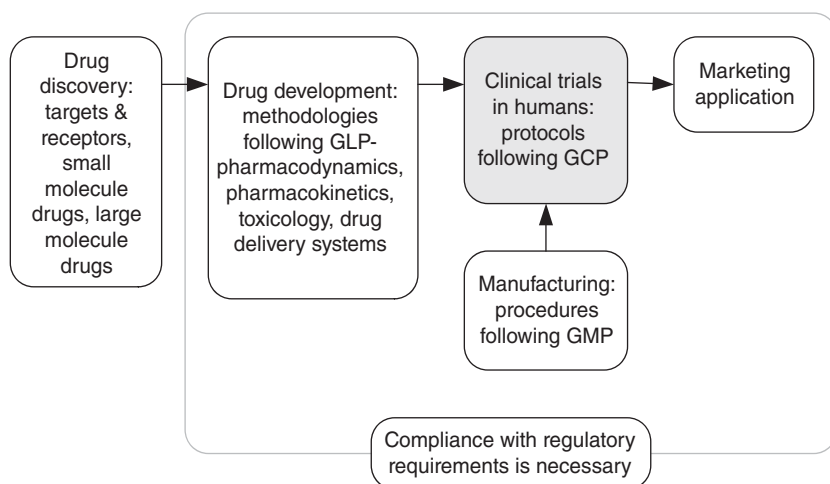 Drug
discovery:
targets &
receptors,
small
molecule
drugs, large
molecule
drugs
Drug development:
methodologies
following GLP-
pharmacodynamics,
pharmacokinetics,
toxicology, drug
delivery systems
Clinical trials
in humans:
protocols
following GCP
Marketing
application
Manufacturing:
procedures
following GMP
Compliance with regulatory
requirements is necessary